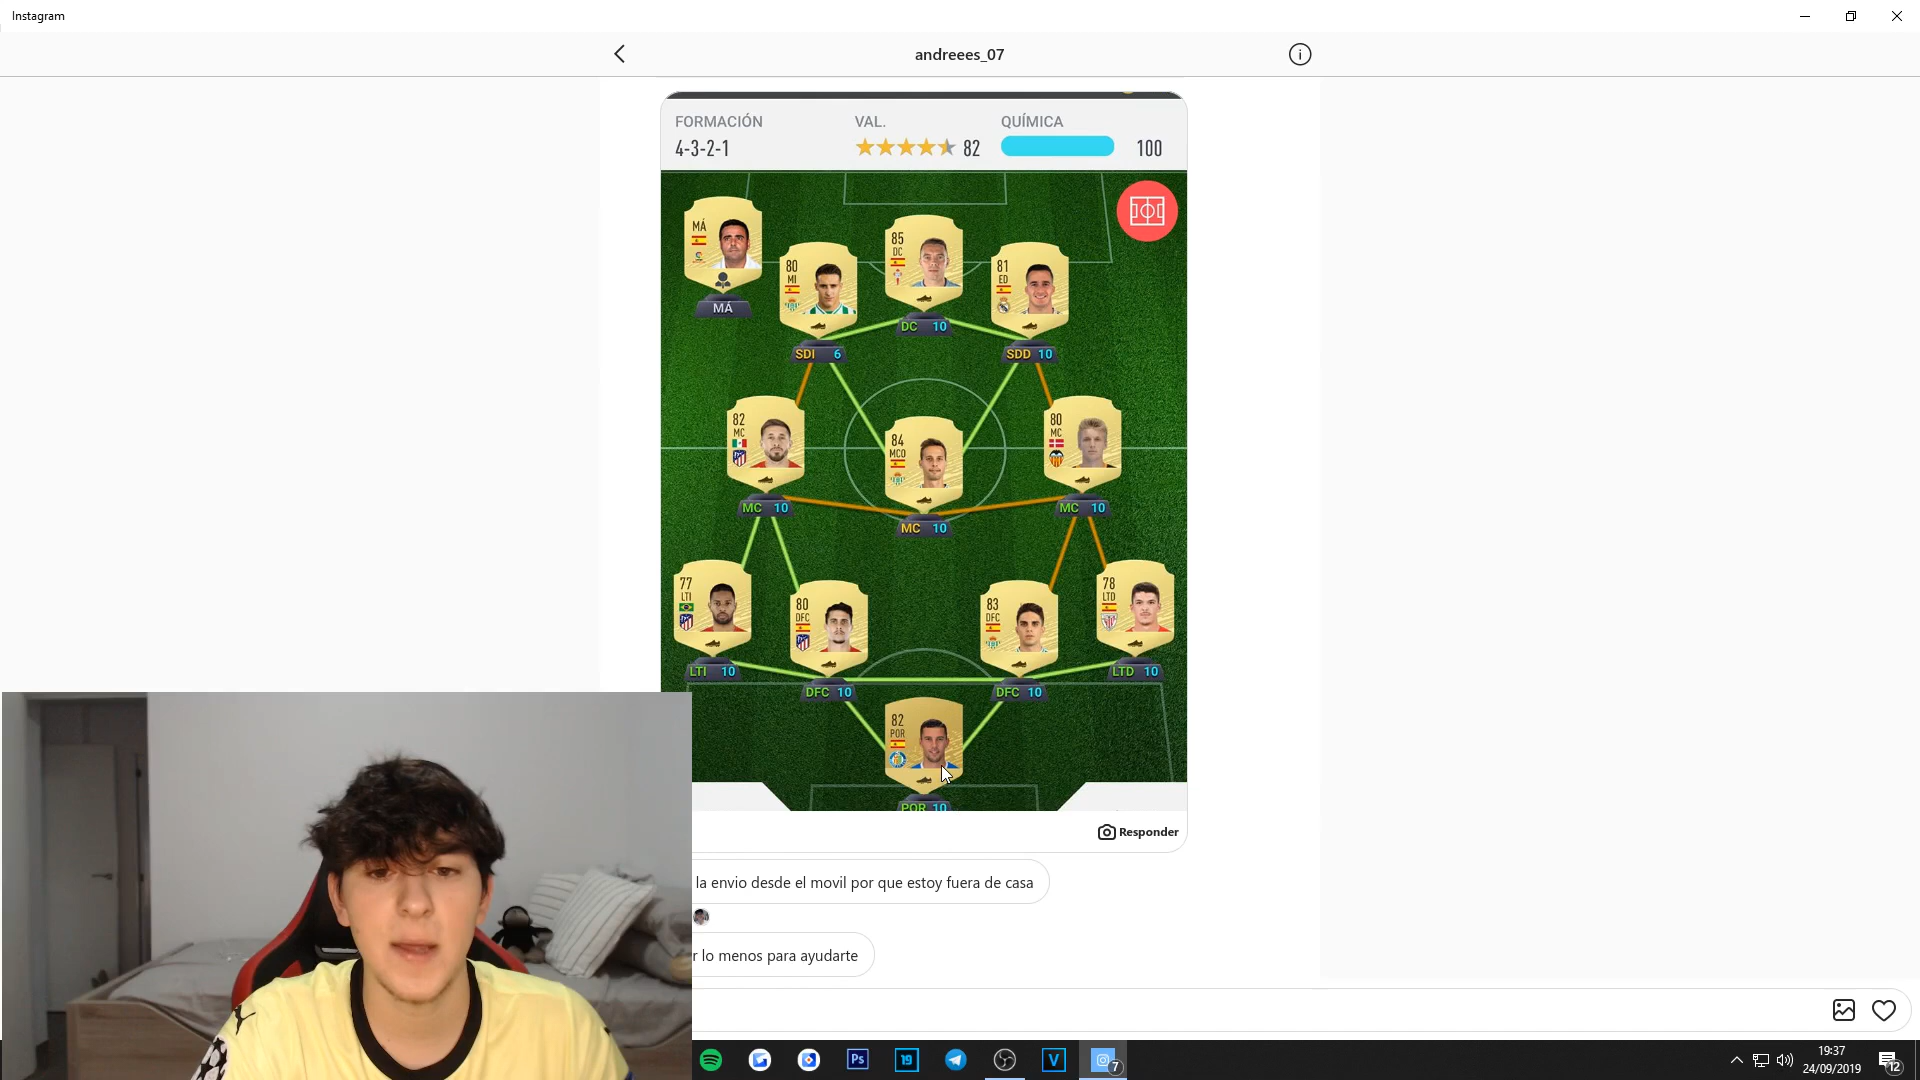 Instagram
andreees_07
FORMACIÓN VAL. QUÍMICA
4-3-2-1 82 100
MÁ
MÁ
80
MI
SDI 6
85
DC
DC 10
81
ED
SDD 10
82
MC
MC 10
84
MCO
MC 10
80
MC
MC 10
77
LTI
LTI 10
80
DFC
DFC 10
83
DFC
DFC 10
78
LTD
LTD 10
82
POR
POR 10
Responder
la envio desde el movil por que estoy fuera de casa
r lo menos para ayudarte
Ps
19
V
7
19:37
24/09/2019
12